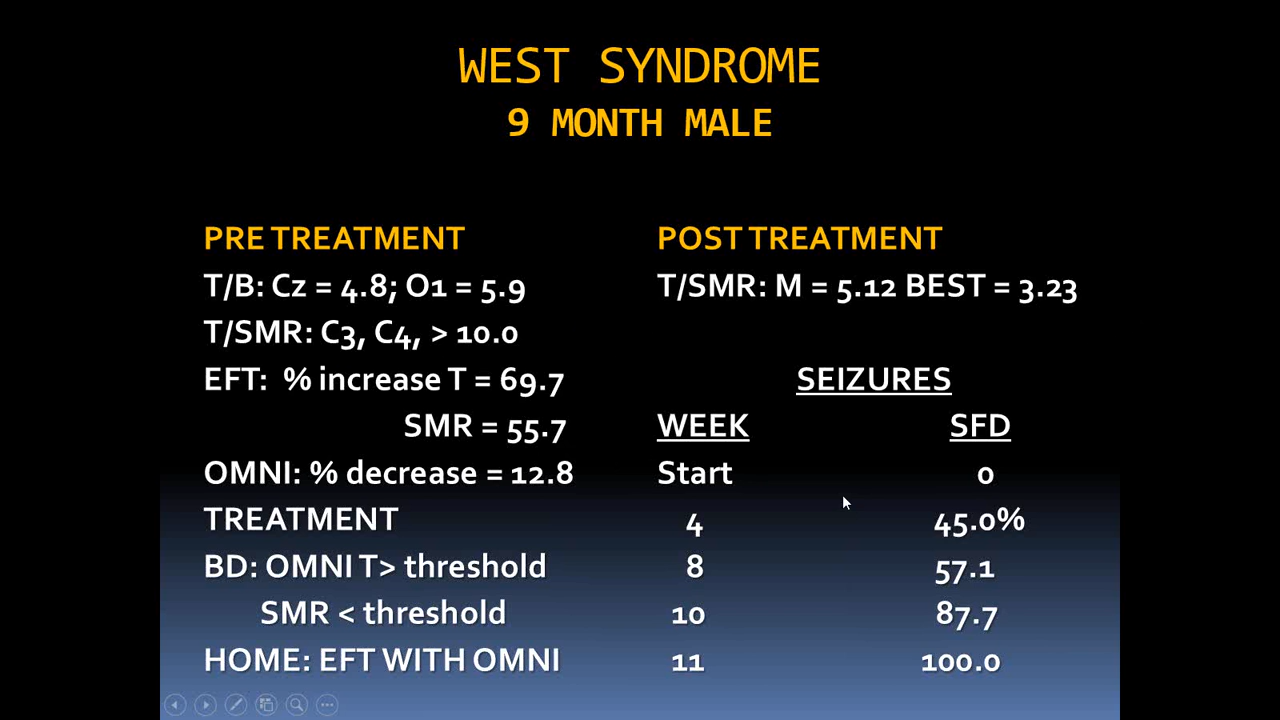 WEST SYNDROME
9 MONTH MALE
PRE TREATMENT
T/B: Cz = 4.8; O1 = 5.9
T/SMR: C3, C4, > 10.0
EFT: % increase T = 69.7
SMR = 55.7
OMNI: % decrease = 12.8
TREATMENT
BD: OMNI T> threshold
SMR < threshold
HOME: EFT WITH OMNI
POST TREATMENT
T/SMR: M = 5.12 BEST = 3.23
SEIZURES
WEEK SFD
Start 0
4 45.0%
8 57.1
10 87.7
11 100.0